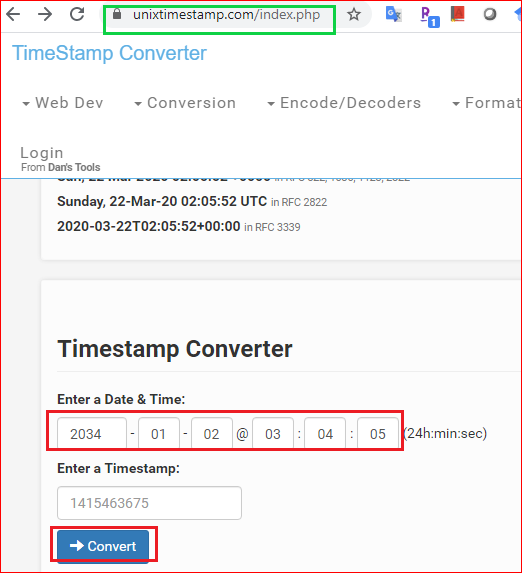 unixtimestamp.com/index.php
1
TimeStamp Converter
Web Dev Conversion Encode/Decoders Format
Login
From Dan's Tools
Sunday, 22-Mar-20 02:05:52 UTC in RFC 2822
2020-03-22T02:05:52+00:00 in RFC 3339
Timestamp Converter
Enter a Date & Time:
2034 - 01 - 02 @ 03 : 04 : 05 (24h:min:sec)
Enter a Timestamp:
1415463675
Convert